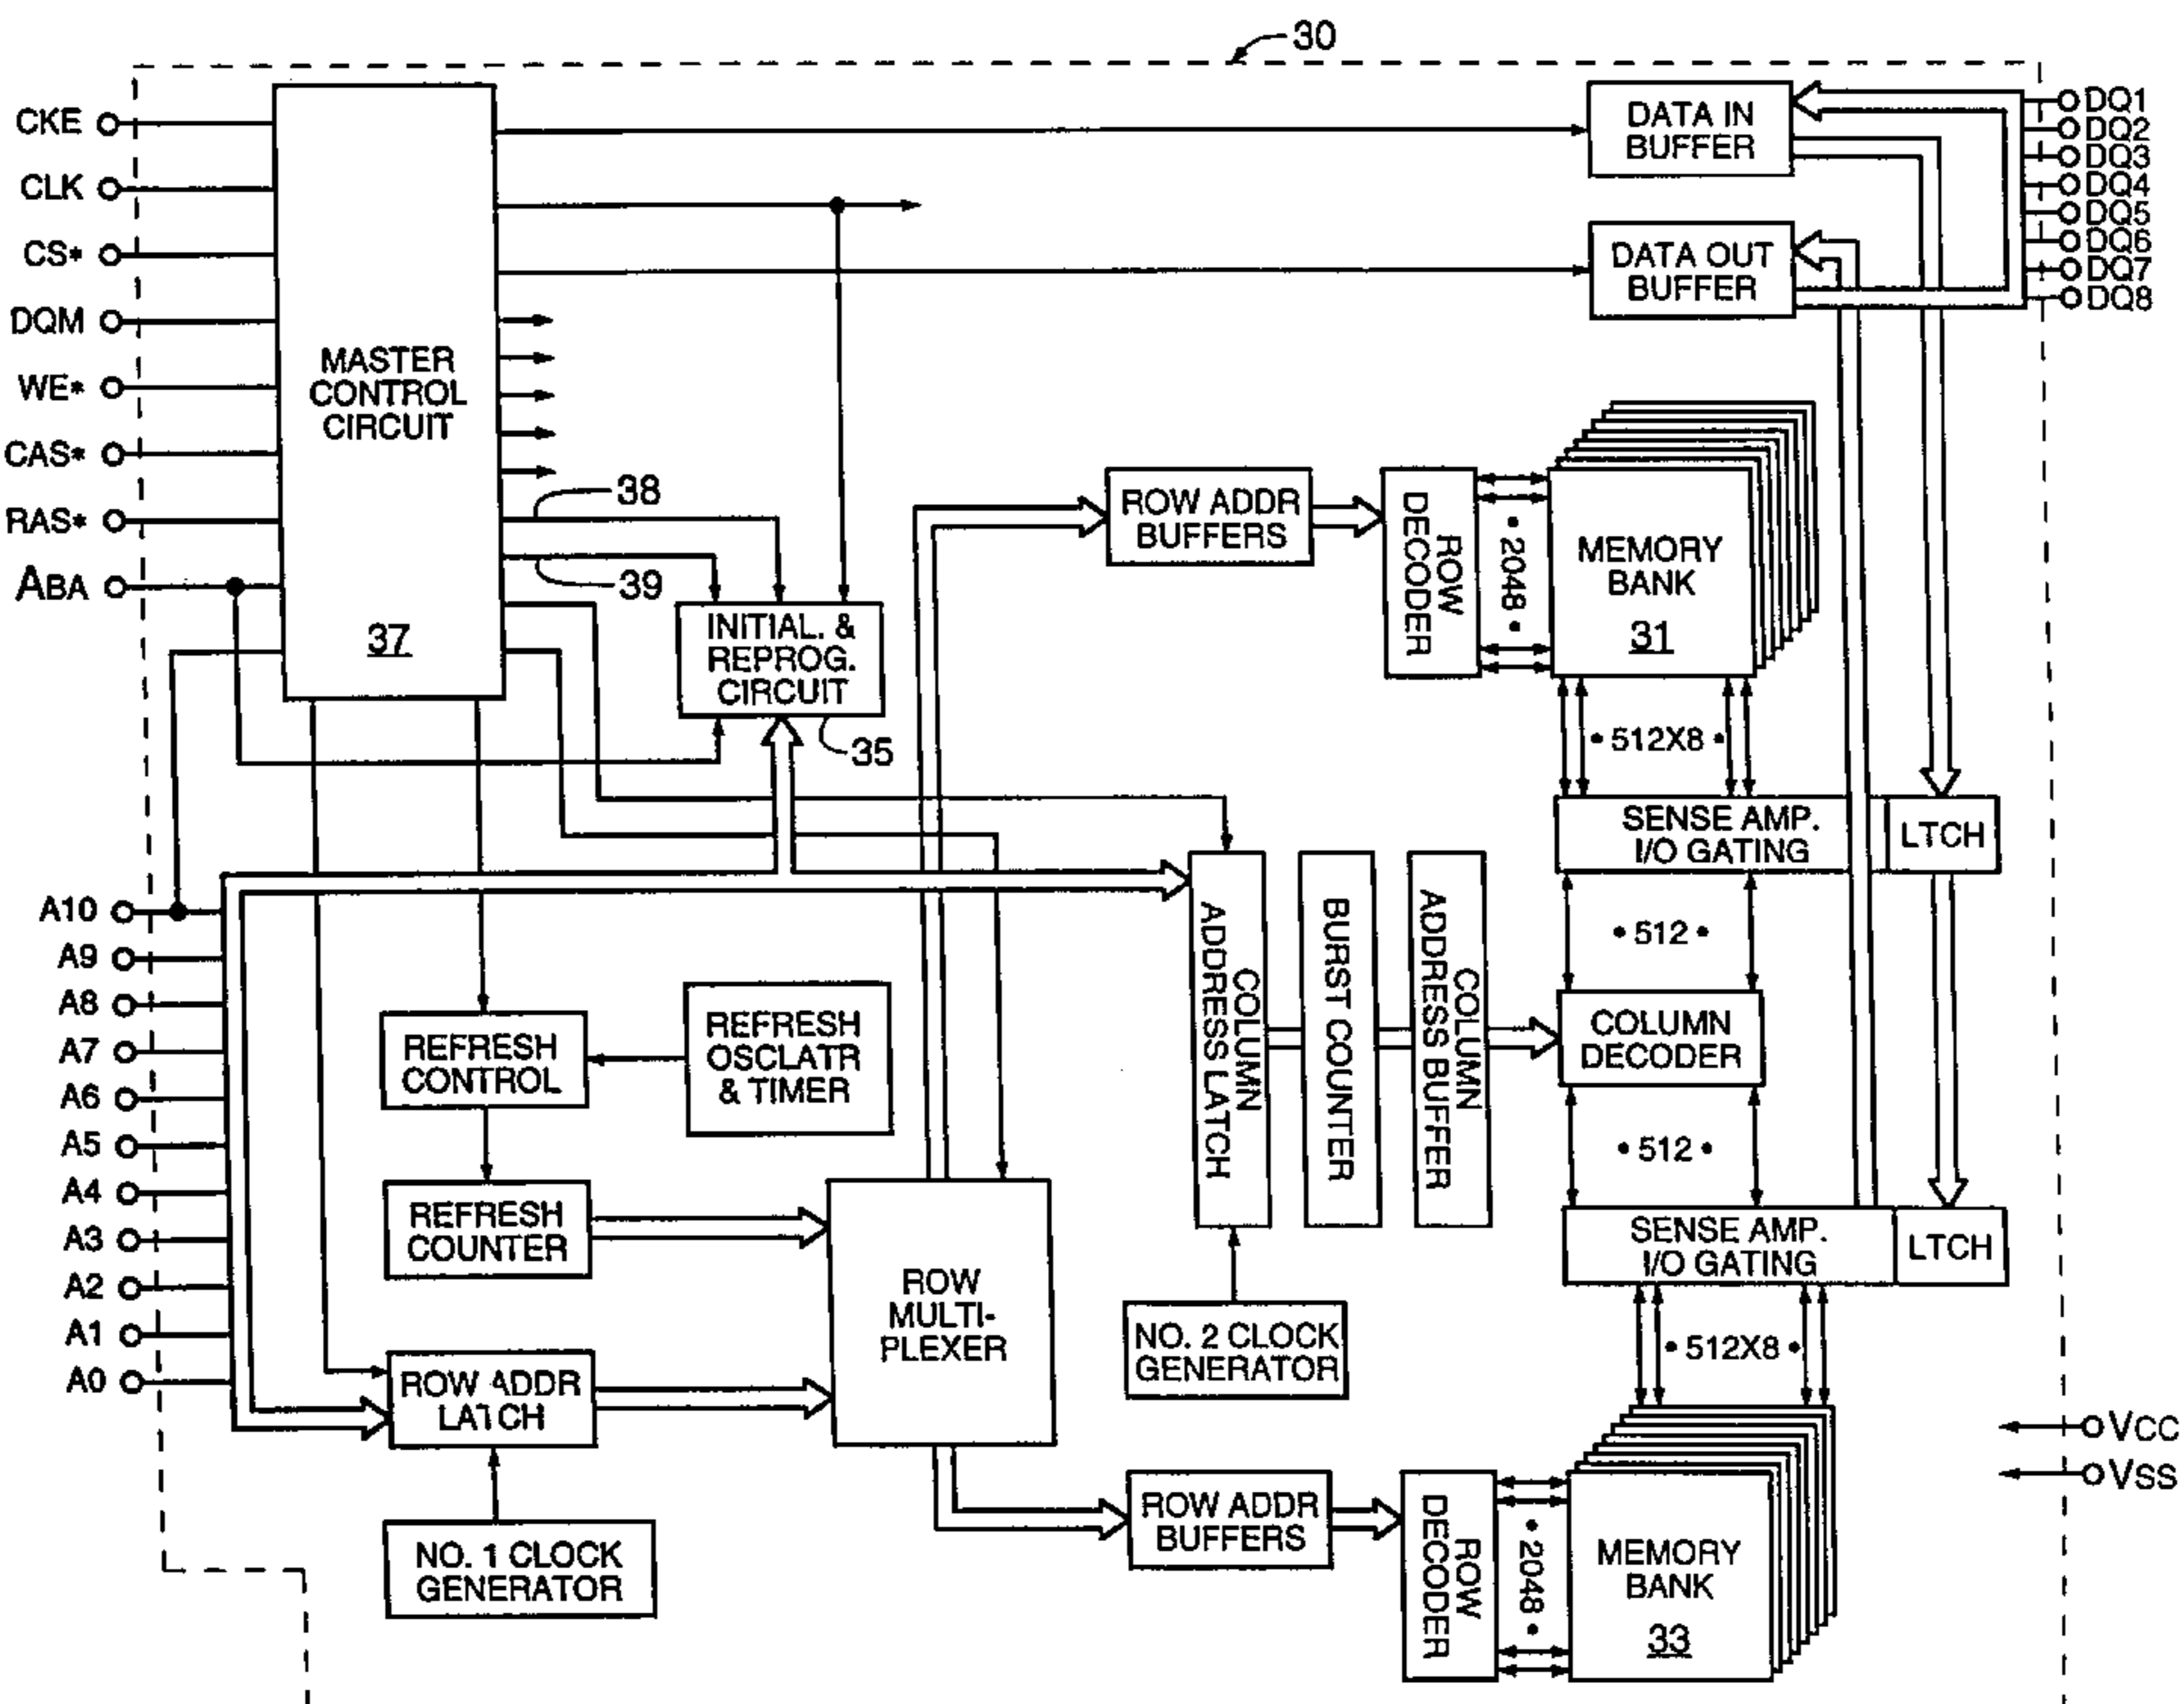 30
CKE
CLK
CS*
DQM
WE*
CAS*
RAS*
ABA
MASTER
CONTROL
CIRCUIT
37
38
39
INITIAL. &
REPROG.
CIRCUIT
35
DATA IN
BUFFER
DATA OUT
BUFFER
DQ1
DQ2
DQ3
DQ4
DQ5
DQ6
DQ7
DQ8
ROW ADDR
BUFFERS
ROW
DECODER
• 2048 •
MEMORY
BANK
31
• 512X8 •
SENSE AMP.
I/O GATING
LTCH
• 512 •
COLUMN
DECODER
• 512 •
SENSE AMP.
I/O GATING
LTCH
• 512X8 •
A10
A9
A8
A7
A6
A5
A4
A3
A2
A1
A0
REFRESH
CONTROL
REFRESH
OSCLATR
& TIMER
REFRESH
COUNTER
ROW ADDR
LATCH
NO. 1 CLOCK
GENERATOR
ROW
MULTI-
PLEXER
COLUMN
ADDRESS LATCH
BURST COUNTER
COLUMN
ADDRESS BUFFER
NO. 2 CLOCK
GENERATOR
ROW ADDR
BUFFERS
ROW
DECODER
• 2048 •
MEMORY
BANK
33
VCC
VSS